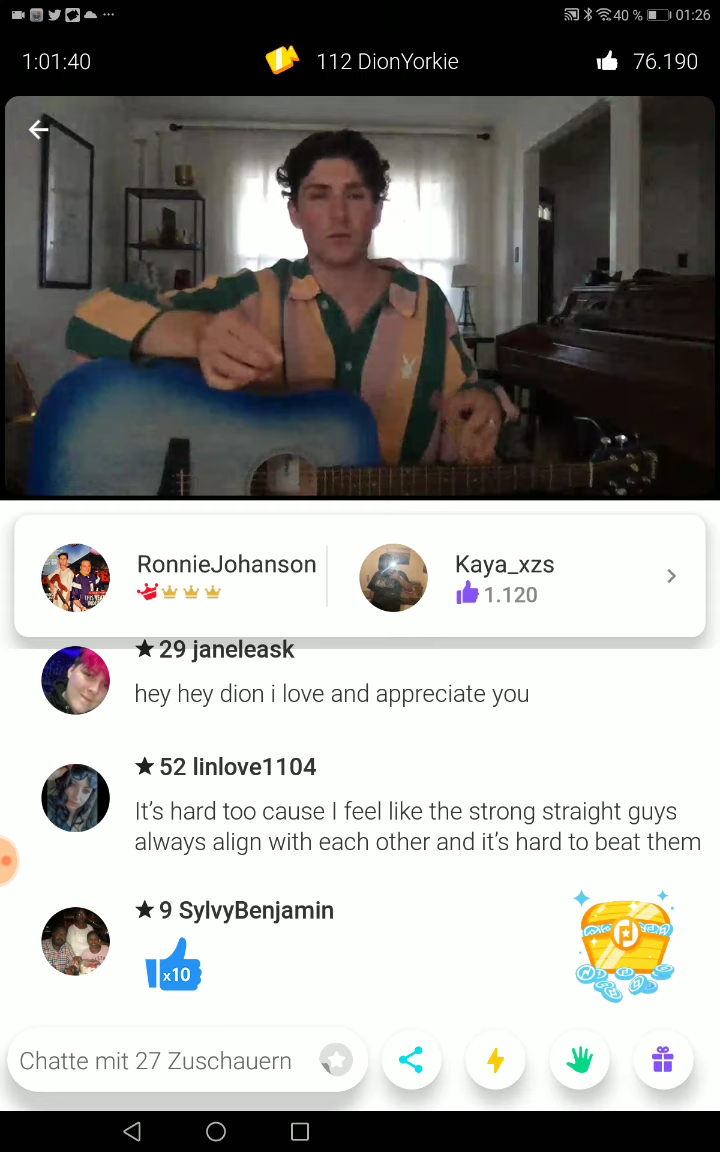 40 % 01:26
1:01:40
112 DionYorkie
76.190
RonnieJohanson
Kaya_xzs
1.120
★ 29 janeleask
hey hey dion i love and appreciate you
★ 52 linlove1104
It's hard too cause I feel like the strong straight guys
always align with each other and it's hard to beat them
★ 9 SylvyBenjamin
x10
Chatte mit 27 Zuschauern